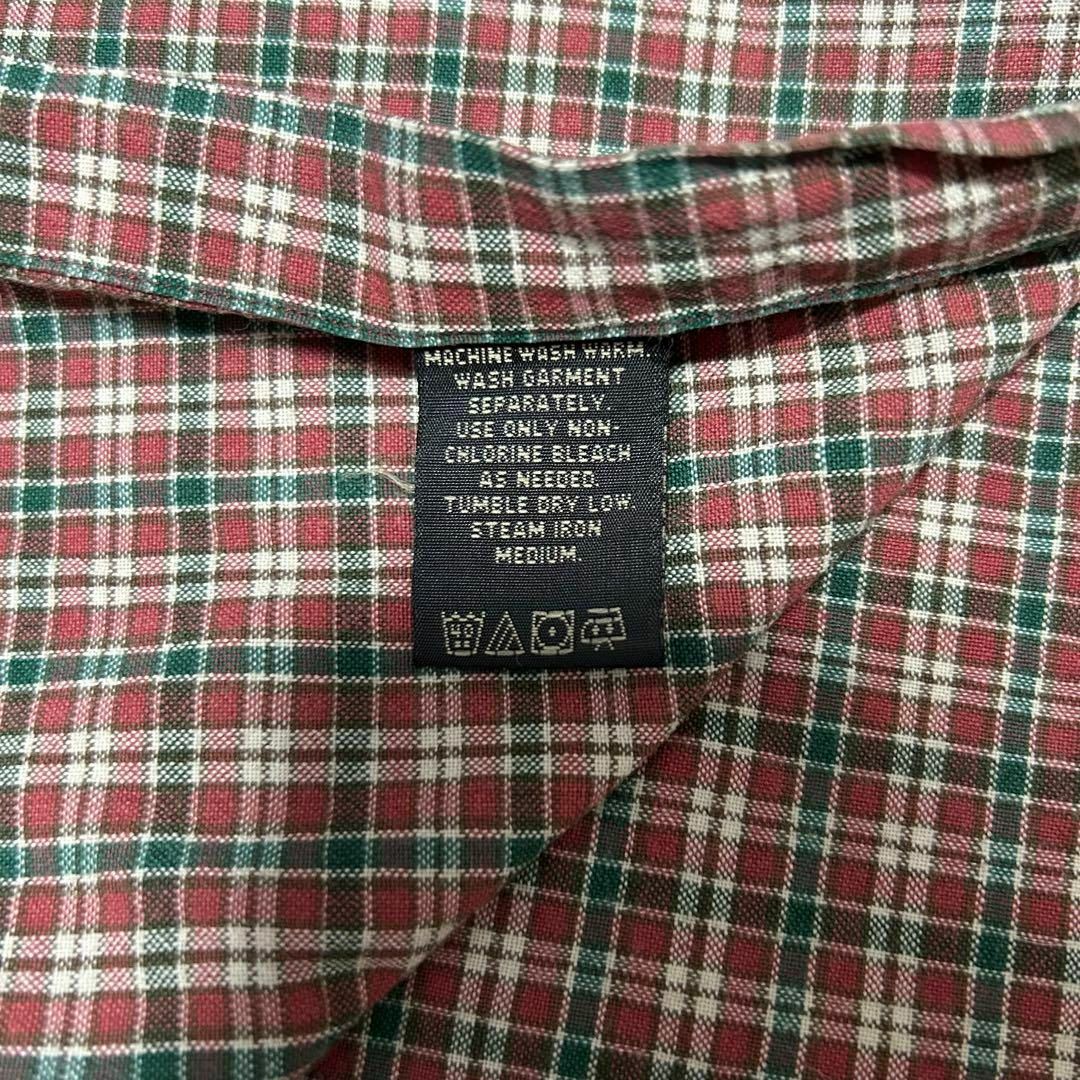 MACHINE WASH WARM.
WASH GARMENT
SEPARATELY.
USE ONLY NON-
CHLORINE BLEACH
AS NEEDED
TUMBLE DRY LOW.
STEAM IRON
MEDIUM.
40